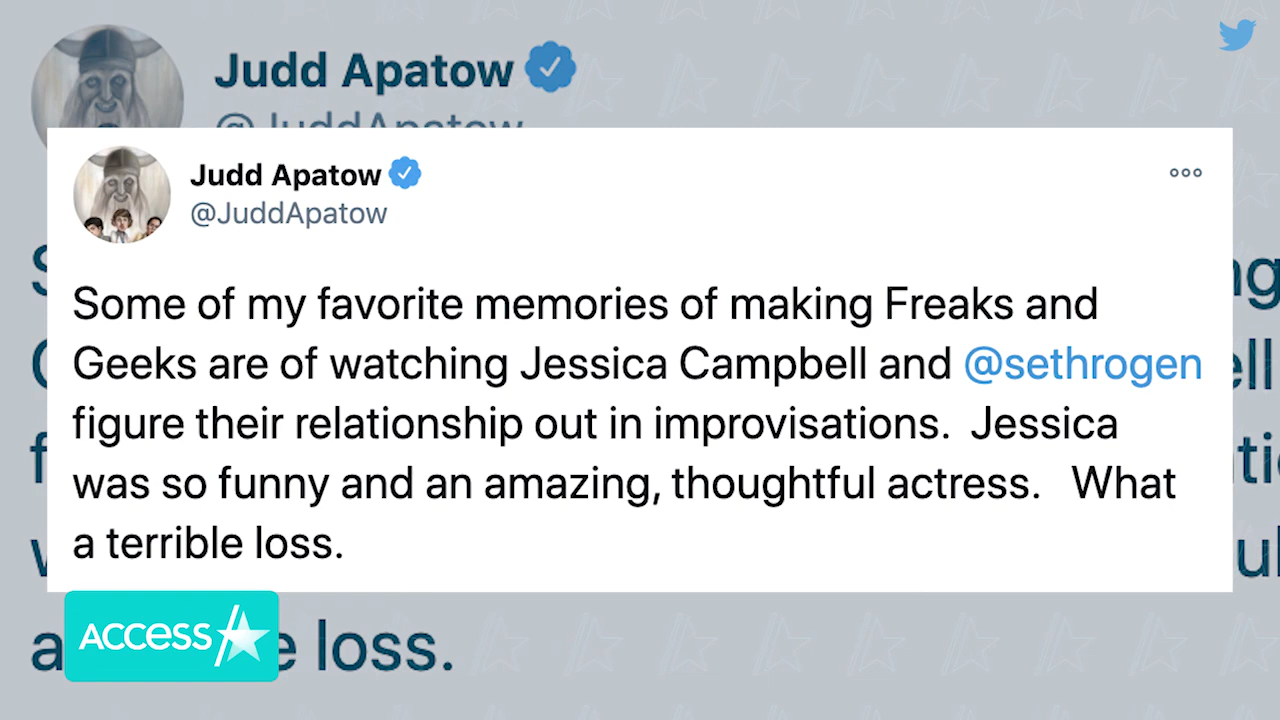 Judd Apatow
@JuddApatow
Judd Apatow
@JuddApatow
Some of my favorite memories of making Freaks and
Geeks are of watching Jessica Campbell and @sethrogen
figure their relationship out in improvisations. Jessica
was so funny and an amazing, thoughtful actress. What
a terrible loss.
ACCESS
loss.